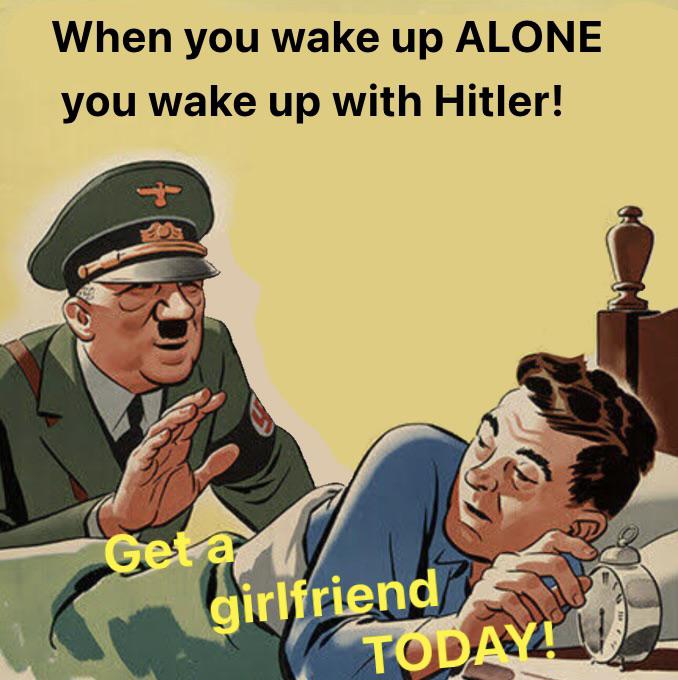 When you wake up ALONE
you wake up with Hitler!
Get a
girlfriend
TODAY!